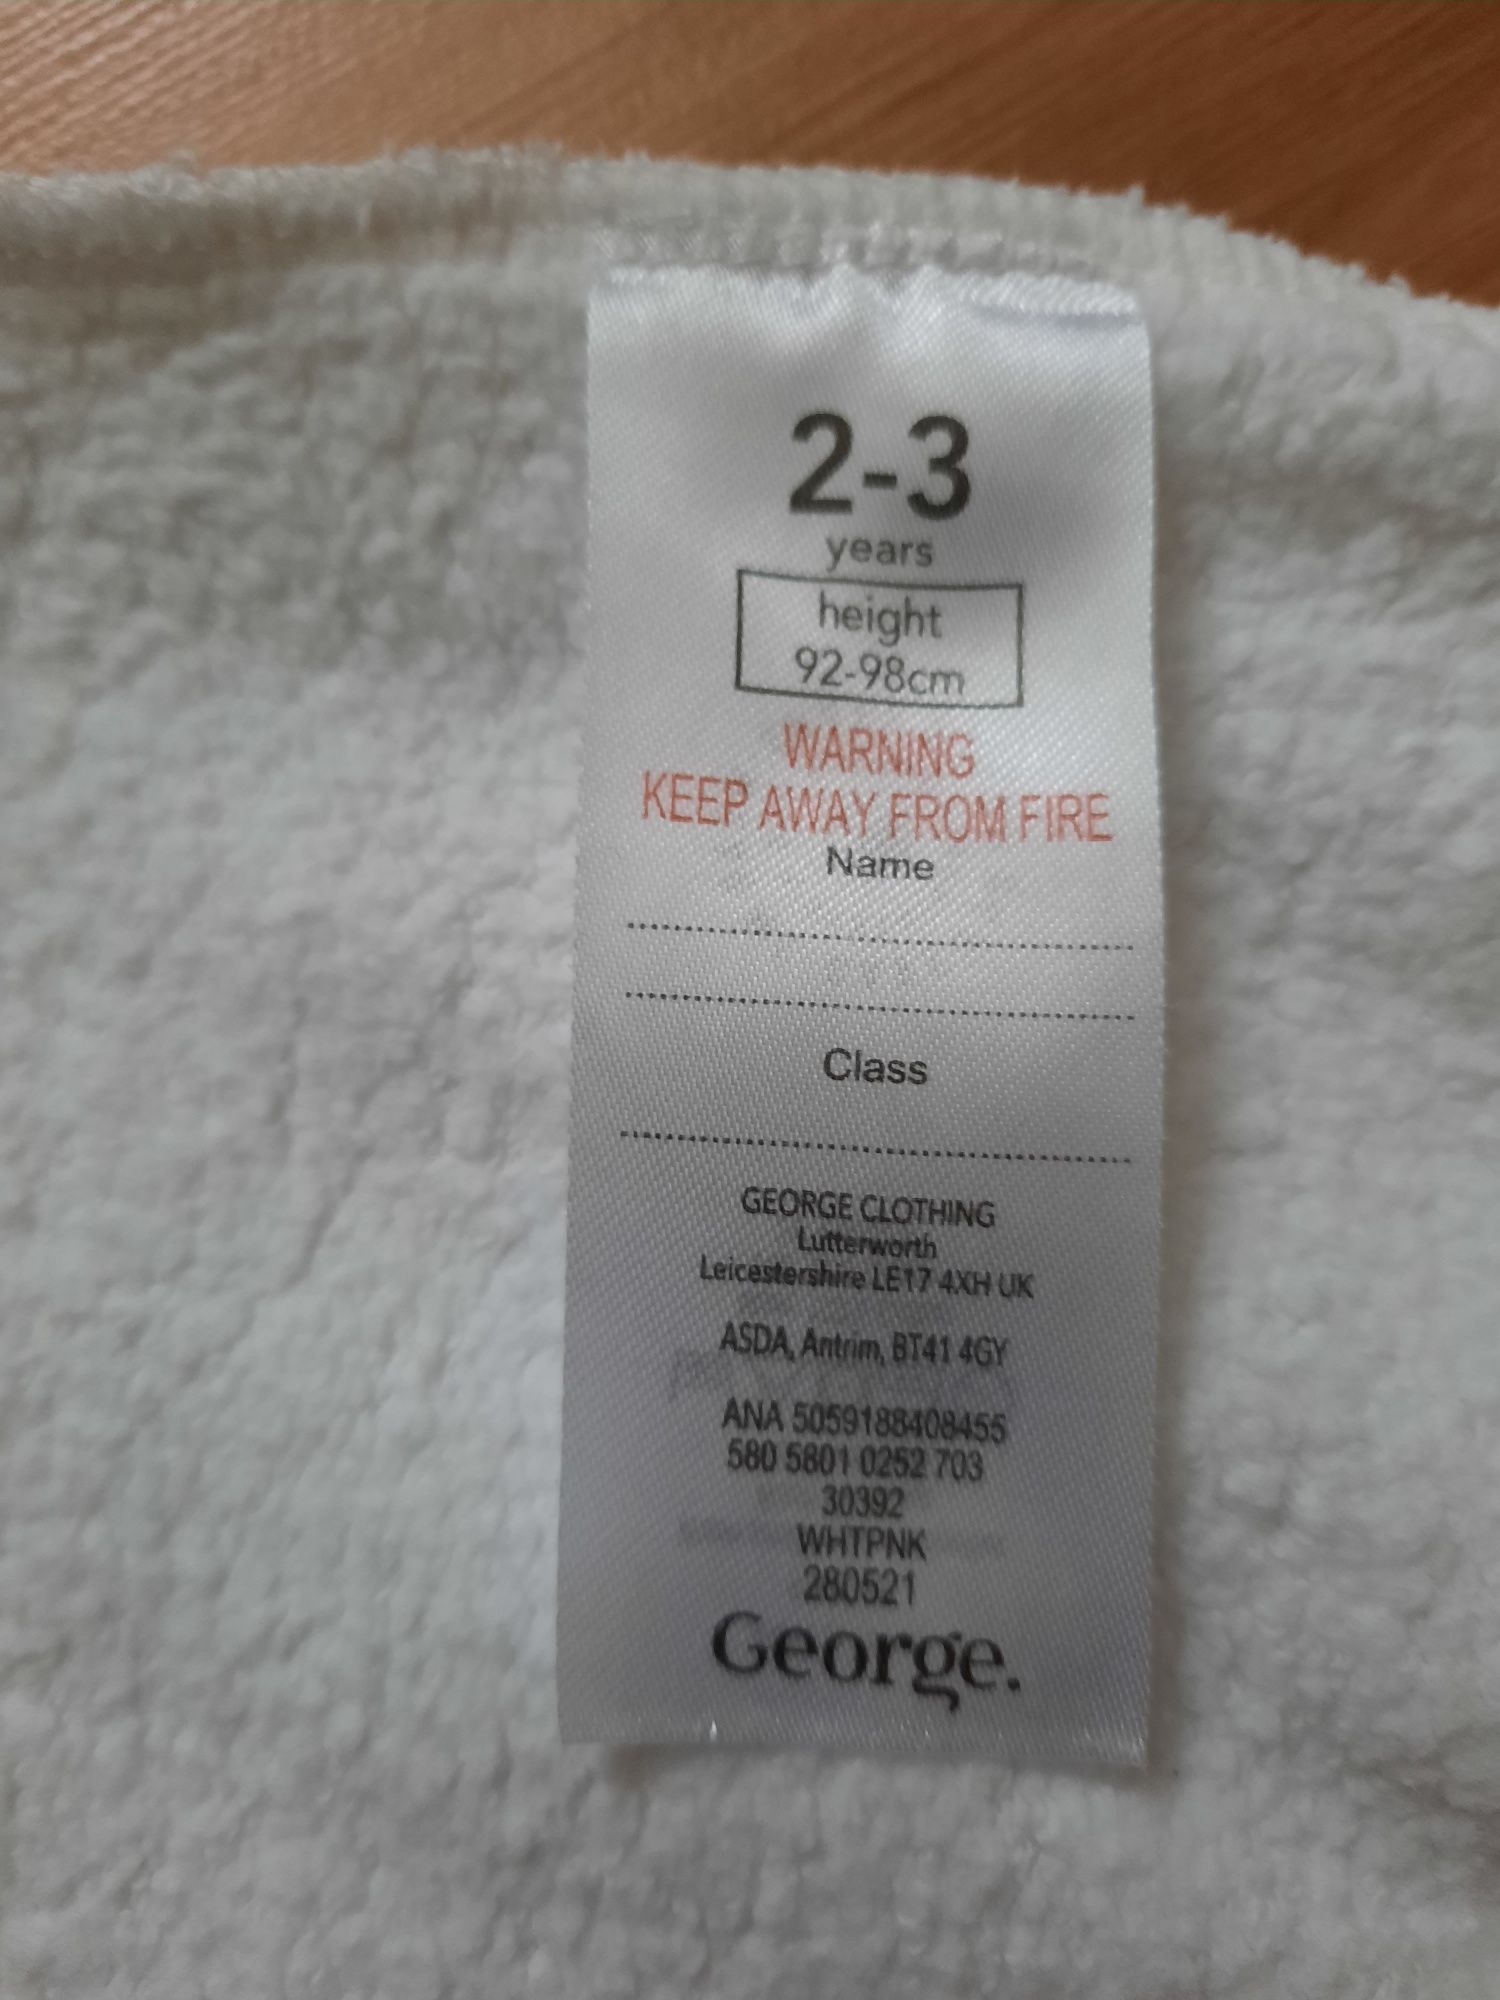 2-3
years
height
92-98cm
WARNING
KEEP AWAY FROM FIRE
Name
Class
GEORGE CLOTHING
Lutterworth
Leicestershire LE17 4XH UK
ASDA, Antrim, BT41 4GY
ANA 5059188408455
580 5801 0252 703
30392
WHTPNK
280521
George.